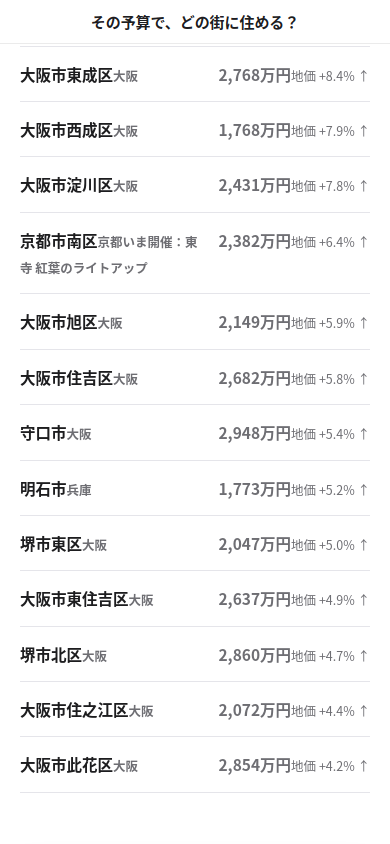 その予算で、どの街に住める？
大阪市東成区大阪 2,768万円地価 +8.4% ↑
大阪市西成区大阪 1,768万円地価 +7.9% ↑
大阪市淀川区大阪 2,431万円地価 +7.8% ↑
京都市南区京都いま開催：東 2,382万円地価 +6.4% ↑
寺 紅葉のライトアップ
大阪市旭区大阪 2,149万円地価 +5.9% ↑
大阪市住吉区大阪 2,682万円地価 +5.8% ↑
守口市大阪 2,948万円地価 +5.4% ↑
明石市兵庫 1,773万円地価 +5.2% ↑
堺市東区大阪 2,047万円地価 +5.0% ↑
大阪市東住吉区大阪 2,637万円地価 +4.9% ↑
堺市北区大阪 2,860万円地価 +4.7% ↑
大阪市住之江区大阪 2,072万円地価 +4.4% ↑
大阪市此花区大阪 2,854万円地価 +4.2% ↑